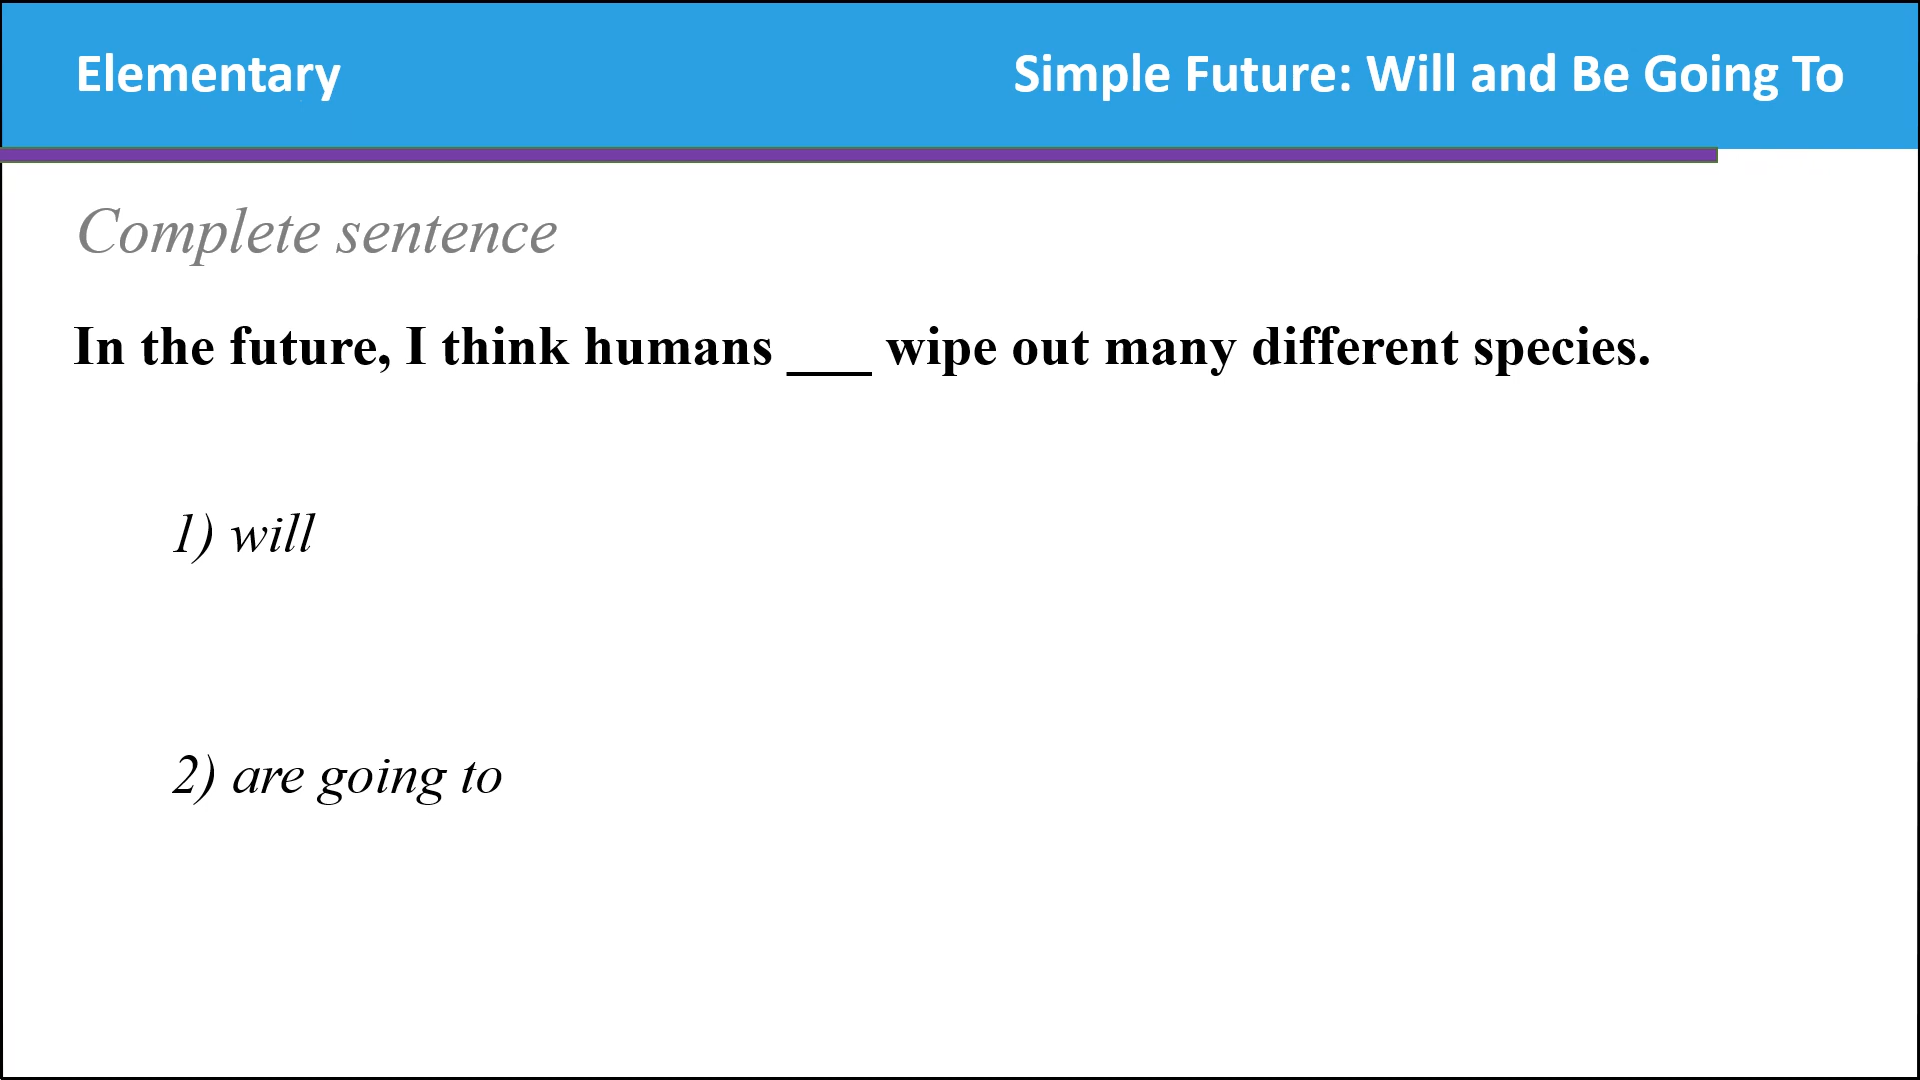 Elementary
Simple Future: Will and Be Going To
Complete sentence
In the future, I think humans ___ wipe out many different species.
1) will
2) are going to